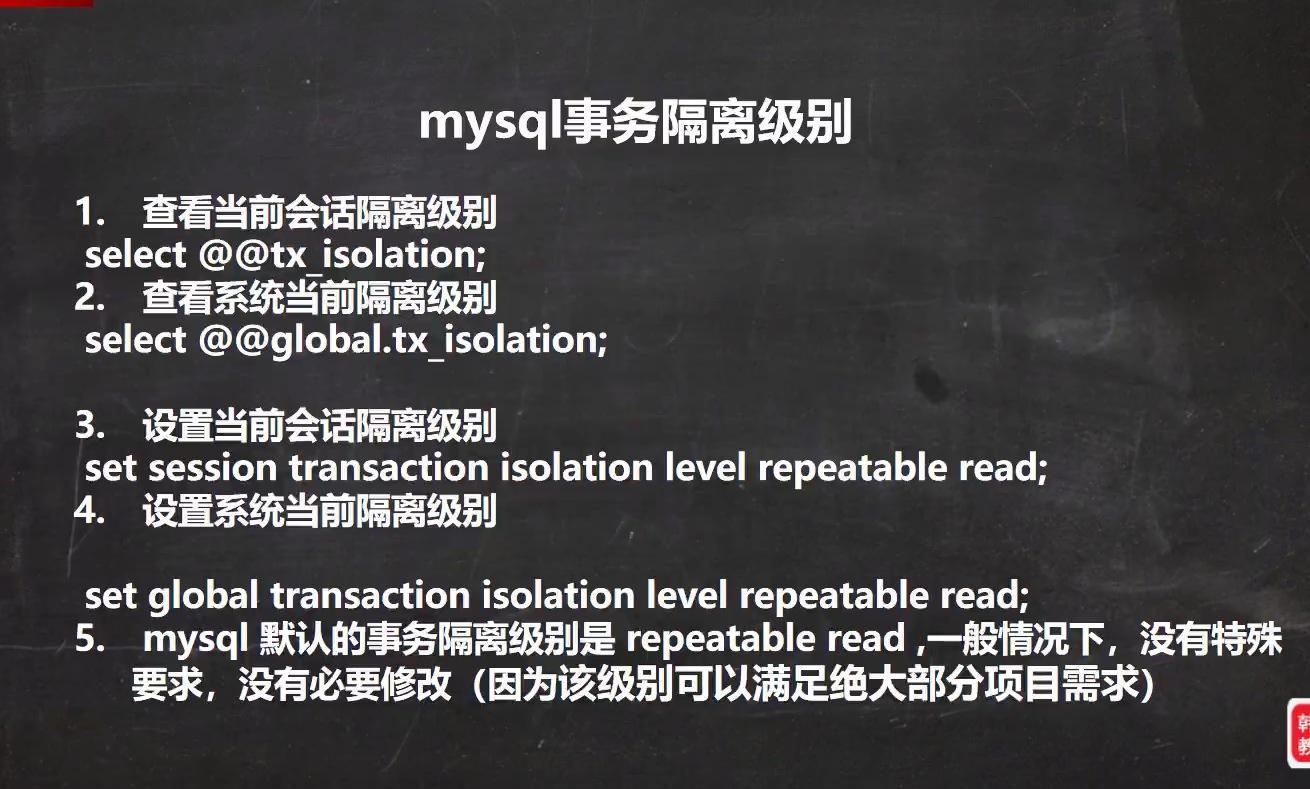 mysql事务隔离级别
1. 查看当前会话隔离级别
select @@tx_isolation;
2. 查看系统当前隔离级别
select @@global.tx_isolation;
3. 设置当前会话隔离级别
set session transaction isolation level repeatable read;
4. 设置系统当前隔离级别
set global transaction isolation level repeatable read;
5. mysql 默认的事务隔离级别是 repeatable read ,一般情况下，没有特殊
要求，没有必要修改（因为该级别可以满足绝大部分项目需求）